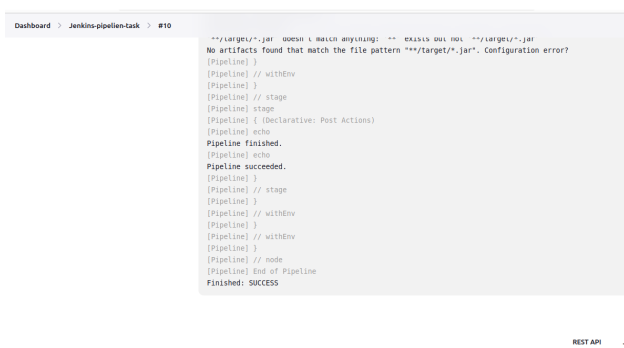 Dashboard > Jenkins-pipelien-task > #10
'**/target/*.jar' doesn't match anything: '**' exists but not '**/target/*.jar'
No artifacts found that match the file pattern "**/target/*.jar". Configuration error?
[Pipeline] }
[Pipeline] // withEnv
[Pipeline] }
[Pipeline] // stage
[Pipeline] stage
[Pipeline] { (Declarative: Post Actions)
[Pipeline] echo
Pipeline finished.
[Pipeline] echo
Pipeline succeeded.
[Pipeline] }
[Pipeline] // stage
[Pipeline] }
[Pipeline] // withEnv
[Pipeline] }
[Pipeline] // withEnv
[Pipeline] }
[Pipeline] // node
[Pipeline] End of Pipeline
Finished: SUCCESS
REST API